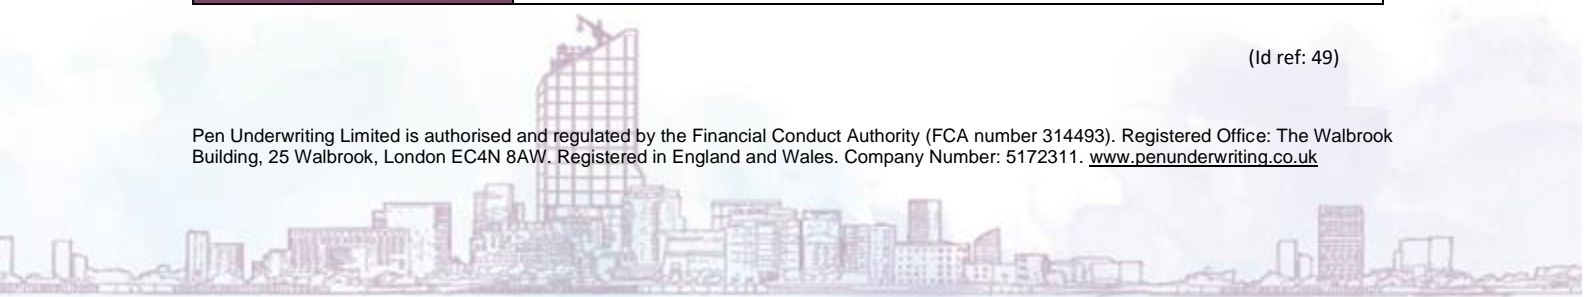 (Id ref: 49)
Pen Underwriting Limited is authorised and regulated by the Financial Conduct Authority (FCA number 314493). Registered Office: The Walbrook
Building, 25 Walbrook, London EC4N 8AW. Registered in England and Wales. Company Number: 5172311. www.penunderwriting.co.uk